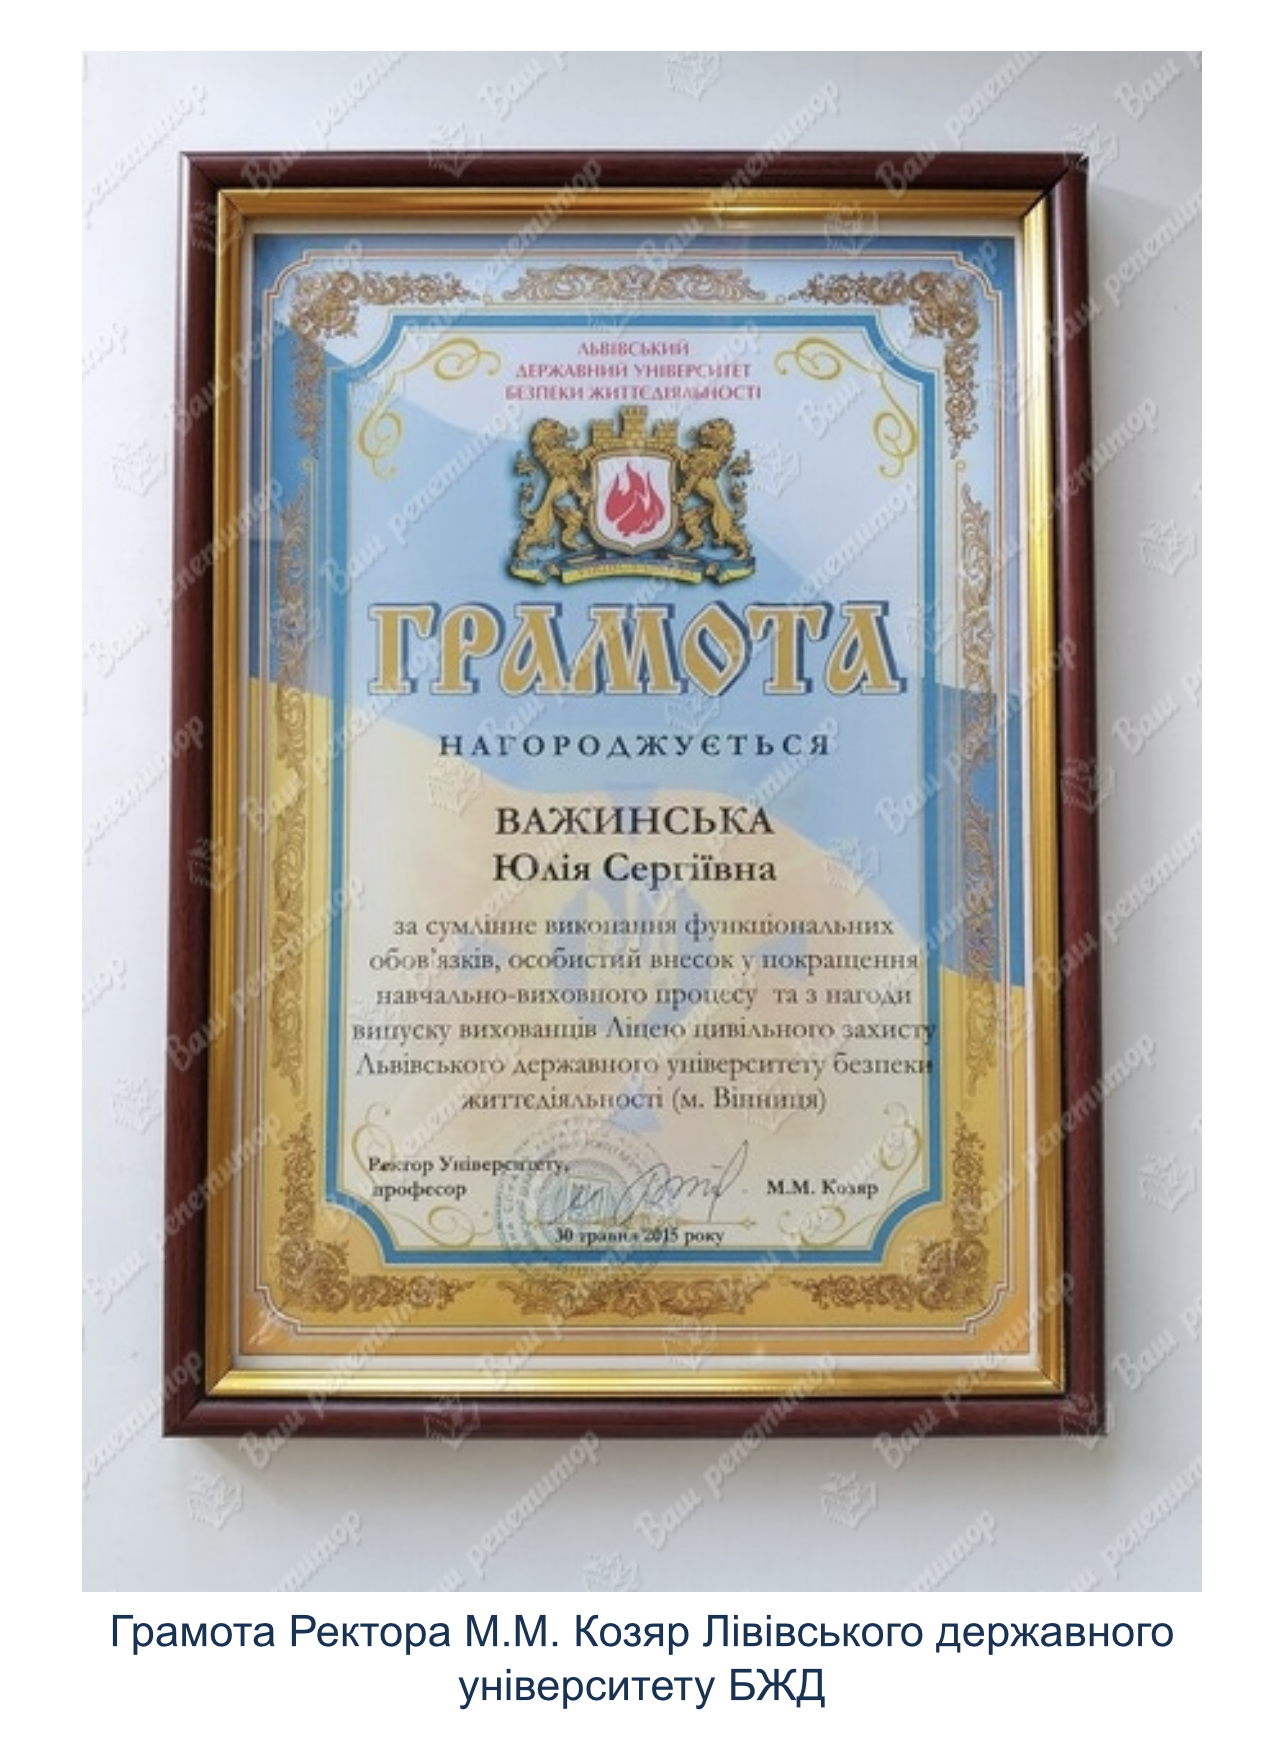 ЛЬВІВСЬКИЙ
ДЕРЖАВНИЙ УНІВЕРСИТЕТ
БЕЗПЕКИ ЖИТТЄДІЯЛЬНОСТІ
ГРАМОТА
НАГОРОДЖУЄТЬСЯ
ВАЖИНСЬКА
Юлія Сергіївна
за сумлінне виконання функціональних
обов'язків, особистий внесок у покращення
навчально-виховного процесу та з нагоди
випуску вихованців Ліцею цивільного захисту
Львівського державного університету безпеки
життєдіяльності (м. Вінниця)
Ректор Університету,
професор М.М. Козяр
30 травня 2015 року
Ваш репетитор
Грамота Ректора М.М. Козяр Лівівського державного
університету БЖД